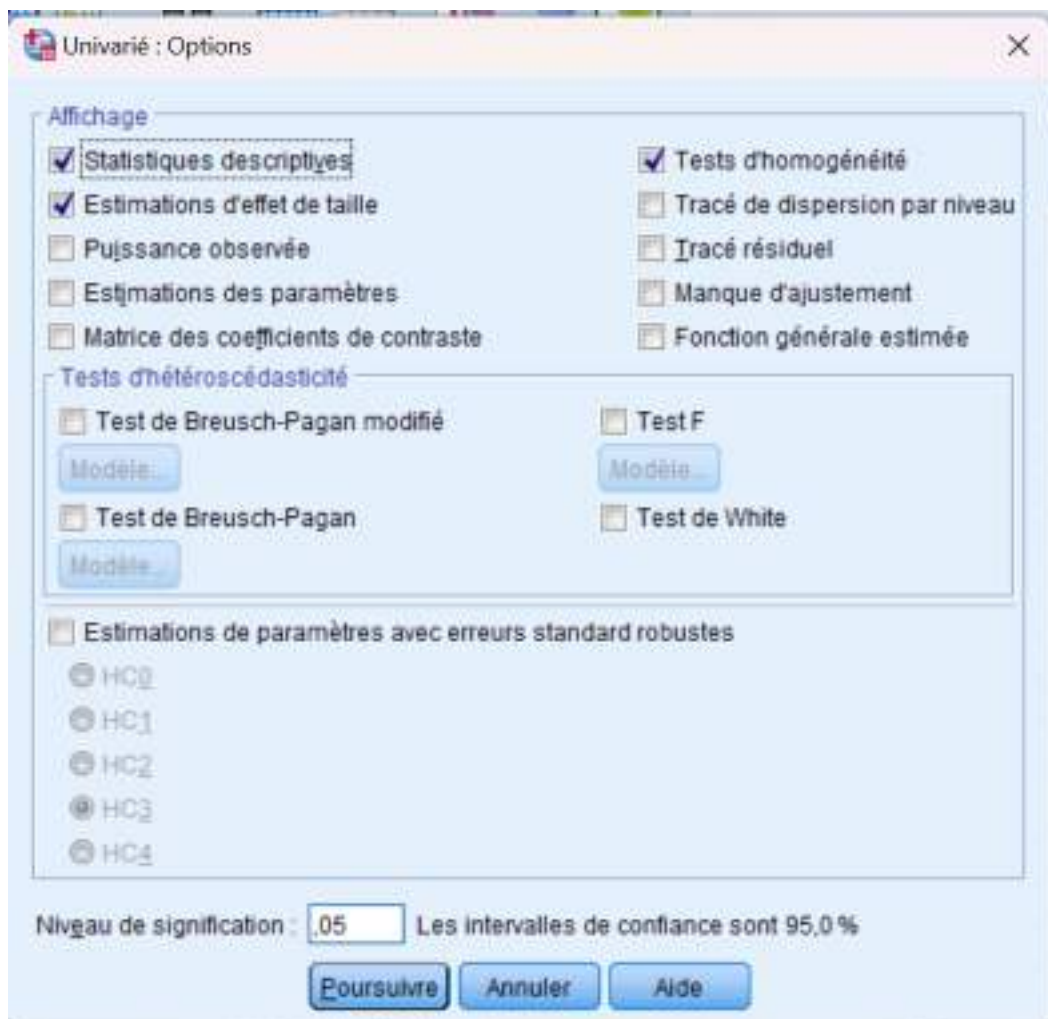 Univarié : Options
Affichage
Statistiques descriptives
Tests d'homogénéité
Estimations d'effet de taille
Tracé de dispersion par niveau
Puissance observée
Tracé résiduel
Estimations des paramètres
Manque d'ajustement
Matrice des coefficients de contraste
Fonction générale estimée
Tests d'hétéroscédasticité
Test de Breusch-Pagan modifié
Test F
Modèle...
Modèle...
Test de Breusch-Pagan
Test de White
Modèle...
Estimations de paramètres avec erreurs standard robustes
HC0
HC1
HC2
HC3
HC4
Niveau de signification : ,05 Les intervalles de confiance sont 95,0 %
Poursuivre Annuler Aide